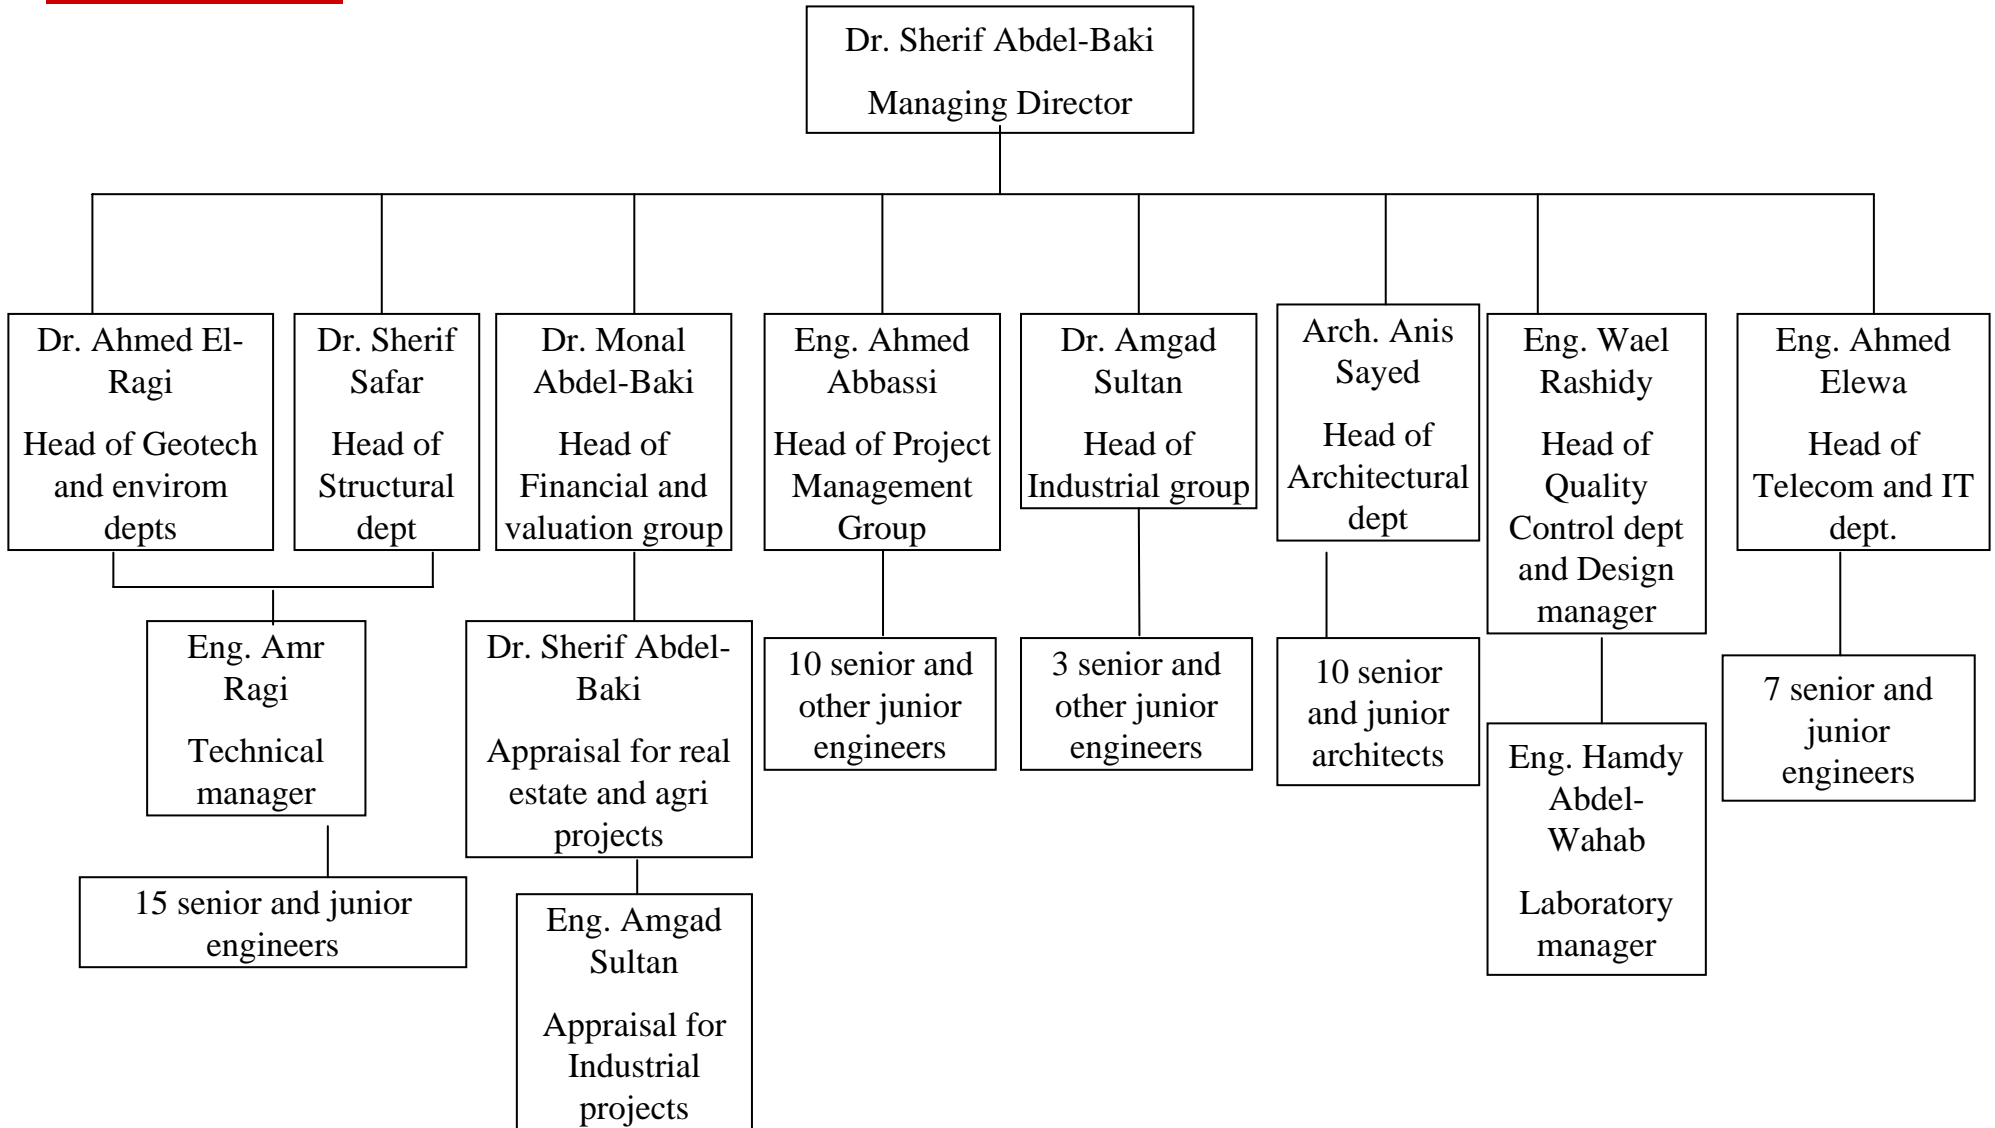 Dr. Sherif Abdel-Baki
Managing Director
Dr. Ahmed El-
Ragi
Head of Geotech
and envirom
depts
Dr. Sherif
Safar
Head of
Structural
dept
Dr. Monal
Abdel-Baki
Head of
Financial and
valuation group
Eng. Ahmed
Abbassi
Head of Project
Management
Group
Dr. Amgad
Sultan
Head of
Industrial group
Arch. Anis
Sayed
Head of
Architectural
dept
Eng. Wael
Rashidy
Head of
Quality
Control dept
and Design
manager
Eng. Ahmed
Elewa
Head of
Telecom and IT
dept.
Eng. Amr
Ragi
Technical
manager
Dr. Sherif Abdel-
Baki
Appraisal for real
estate and agri
projects
10 senior and
other junior
engineers
3 senior and
other junior
engineers
10 senior
and junior
architects
Eng. Hamdy
Abdel-
Wahab
Laboratory
manager
7 senior and
junior
engineers
15 senior and junior
engineers
Eng. Amgad
Sultan
Appraisal for
Industrial
projects